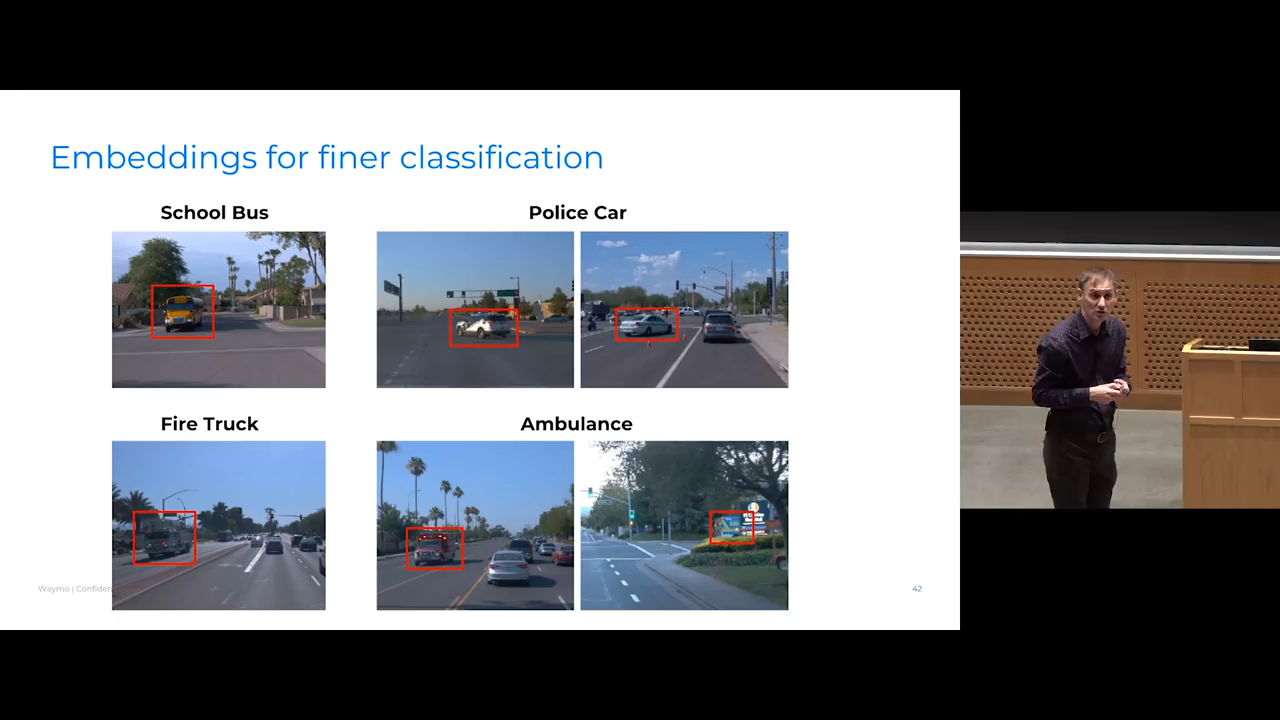 Embeddings for finer classification
School Bus
Police Car
Fire Truck
Ambulance
Waymo | Confiden
42